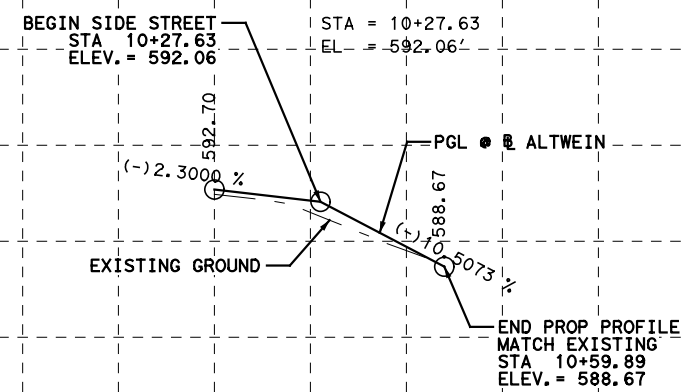 BEGIN SIDE STREET
STA 10+27.63
ELEV. = 592.06
STA = 10+27.63
EL = 592.06'
592.70
(-)2.3000 %
PGL @ ALTWEIN
588.67
(+)10.5073 %
EXISTING GROUND
END PROP PROFILE
MATCH EXISTING
STA 10+59.89
ELEV. = 588.67